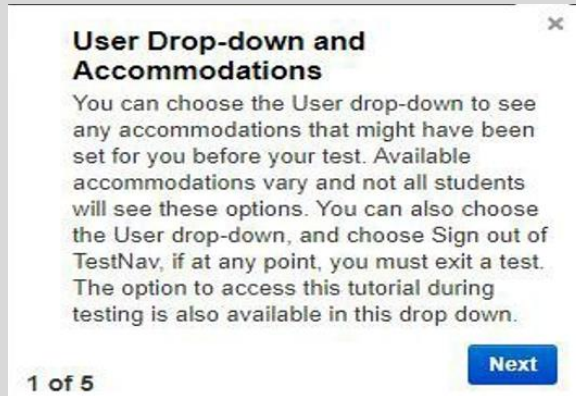 User Drop-down and
Accommodations
You can choose the User drop-down to see
any accommodations that might have been
set for you before your test. Available
accommodations vary and not all students
will see these options. You can also choose
the User drop-down, and choose Sign out of
TestNav, if at any point, you must exit a test.
The option to access this tutorial during
testing is also available in this drop down.
Next
1 of 5